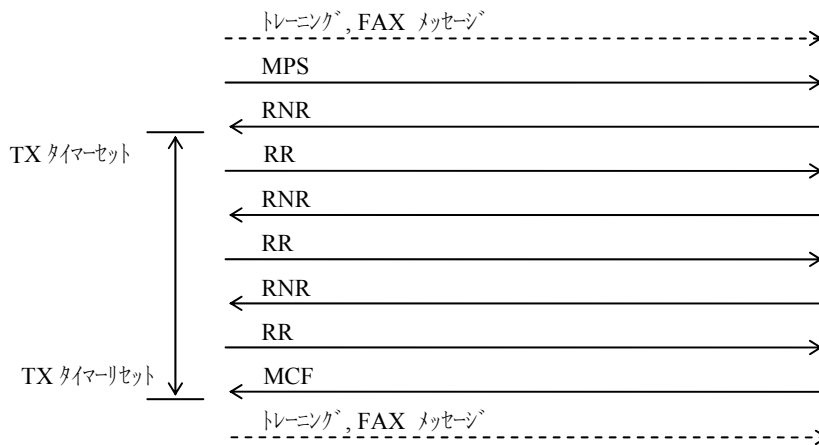 トレーニング, FAX メッセージ
MPS
RNR
TX タイマーセット
RR
RNR
RR
RNR
RR
TX タイマーリセット
MCF
トレーニング, FAX メッセージ